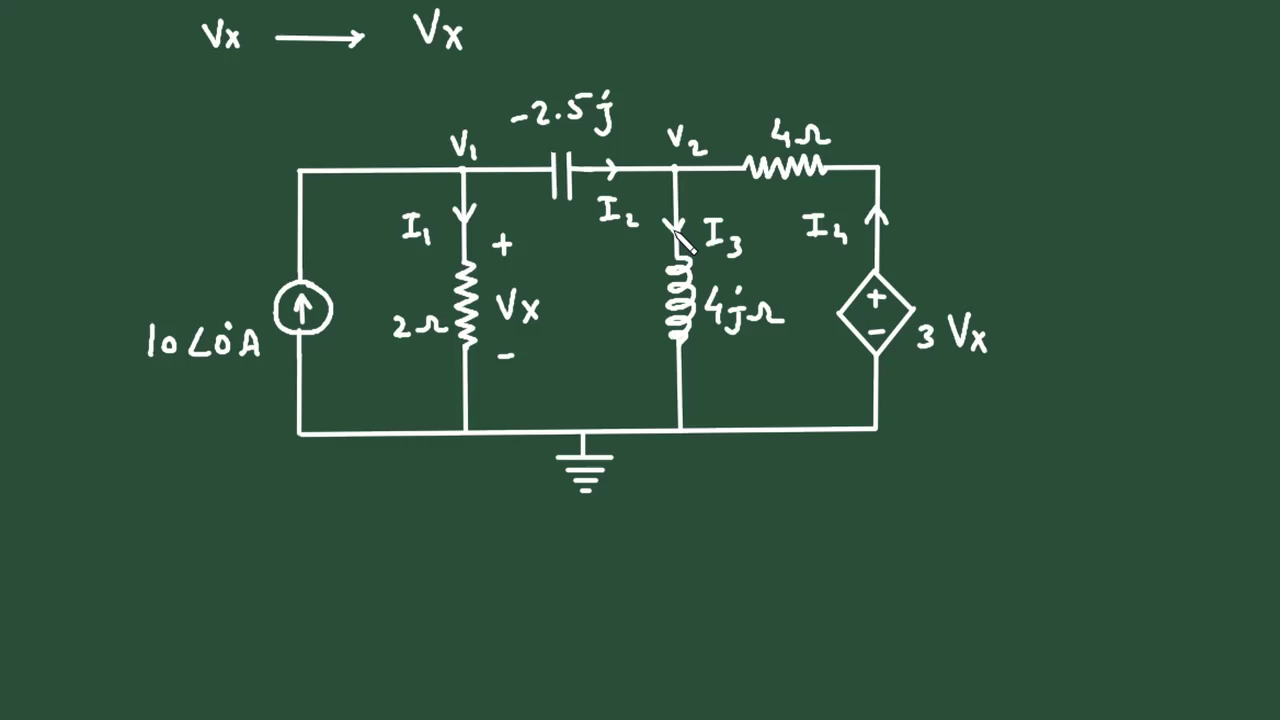 Vx ⟶ Vx
-2.5j
V₁
V₂
4Ω
I₁
+
I₂
I₃
I₄
2Ω
Vx
-
4jΩ
+
-
3 Vx
10∠0°A